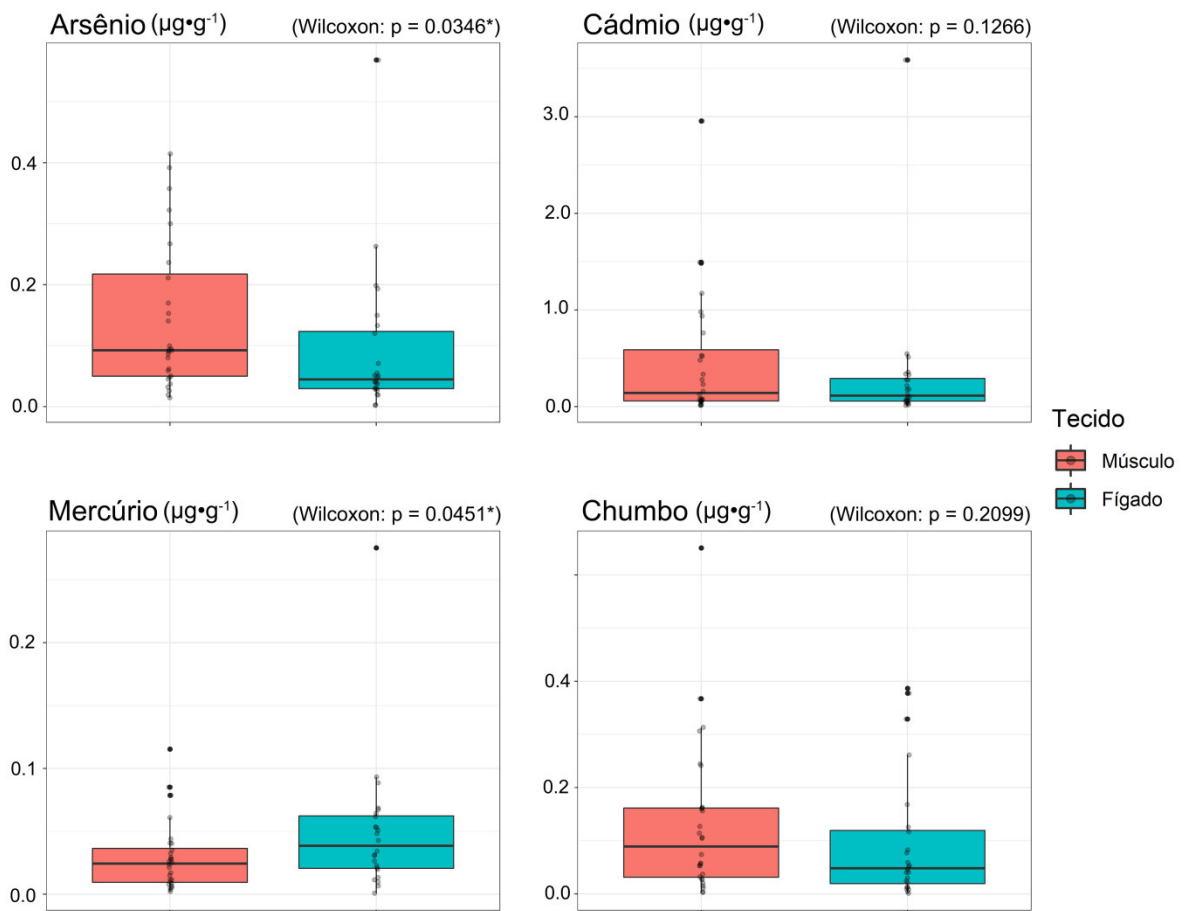 Arsênio (µg•g⁻¹) (Wilcoxon: p = 0.0346*)
0.4
0.2
0.0
Cádmio (µg•g⁻¹) (Wilcoxon: p = 0.1266)
3.0
2.0
1.0
0.0
Tecido
Músculo
Fígado
Mercúrio (µg•g⁻¹) (Wilcoxon: p = 0.0451*)
0.2
0.1
0.0
Chumbo (µg•g⁻¹) (Wilcoxon: p = 0.2099)
0.4
0.2
0.0